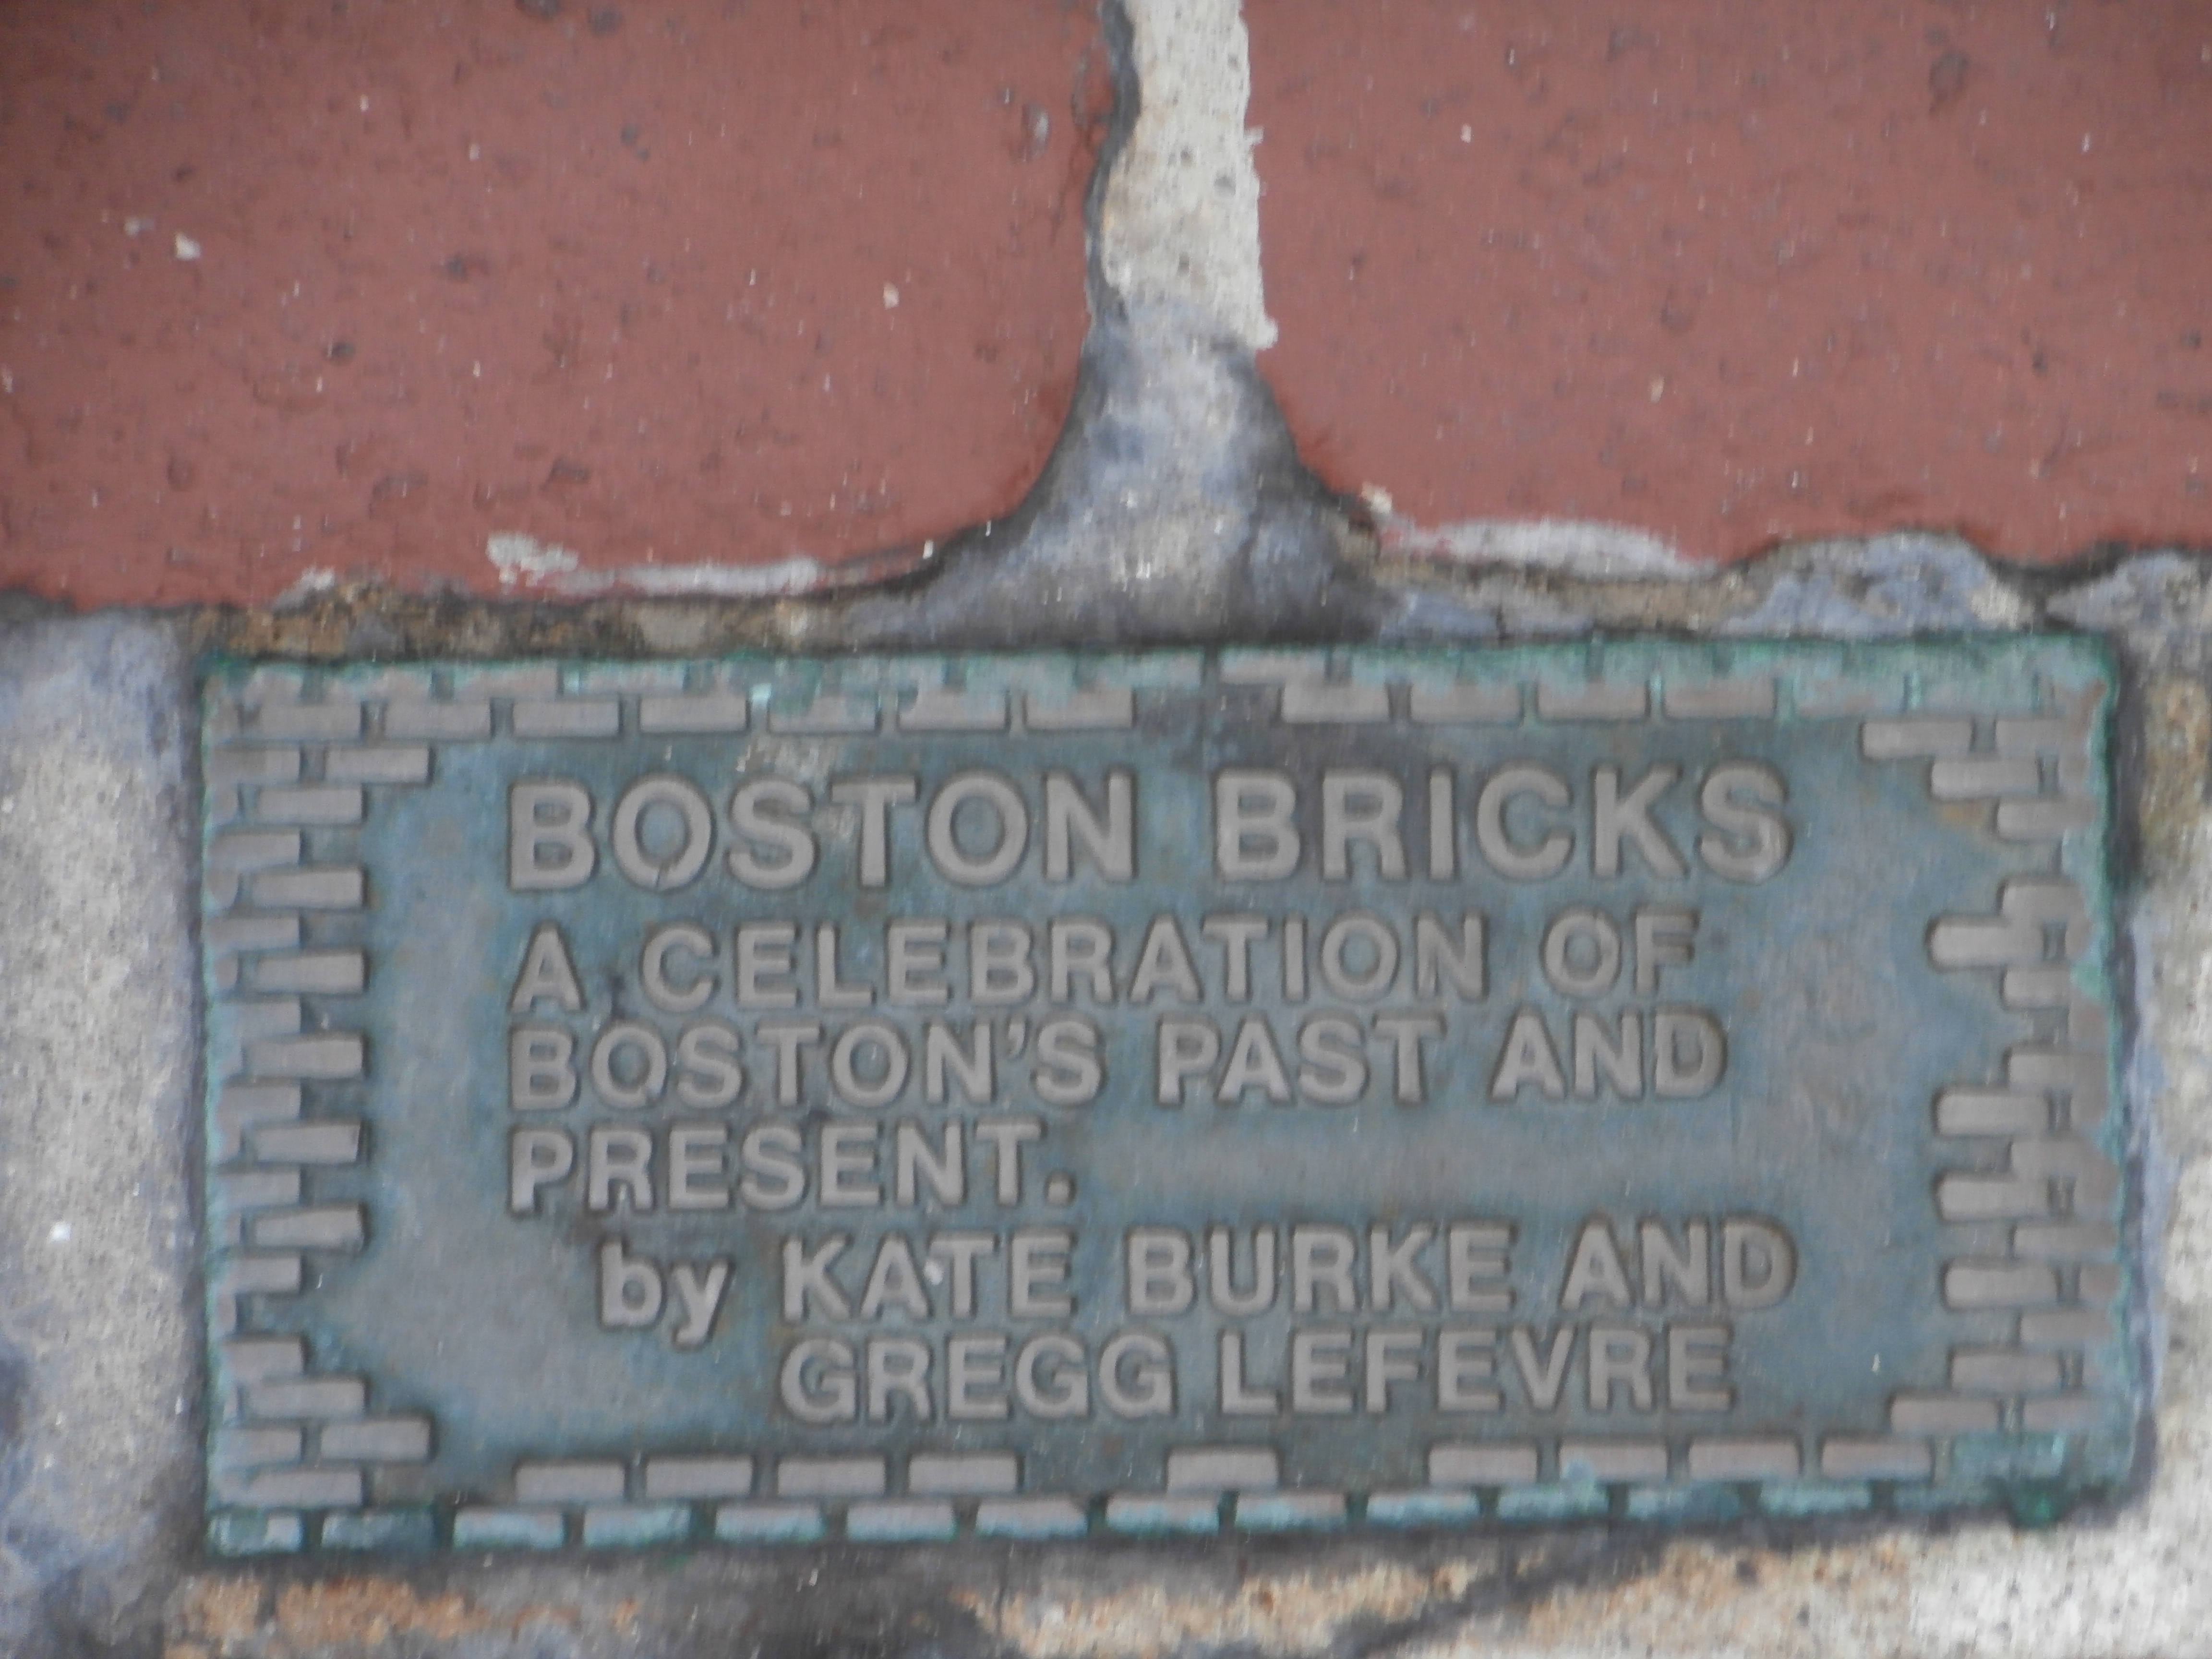 BOSTON BRICKS
A CELEBRATION OF
BOSTON'S PAST AND
PRESENT.
by KATE BURKE AND
GREGG LEFEVRE